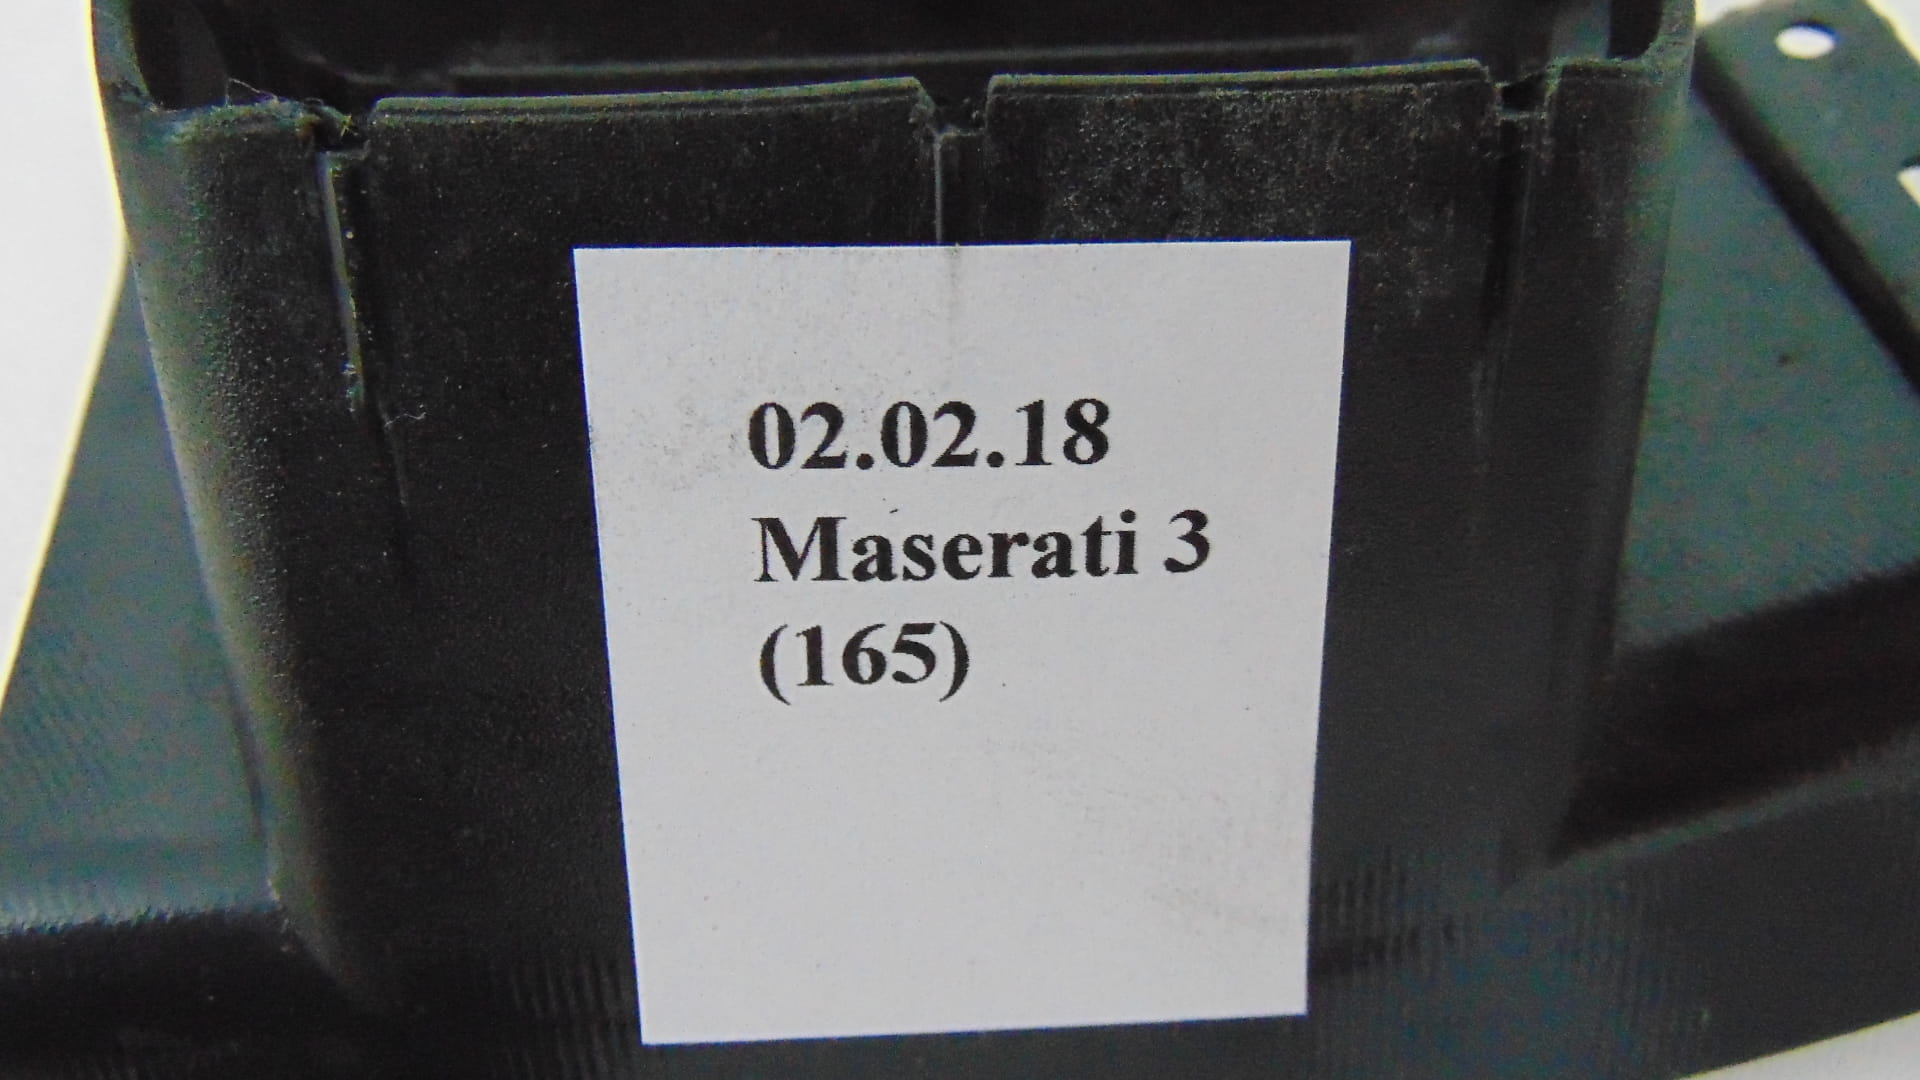 02.02.18
Maserati 3
(165)